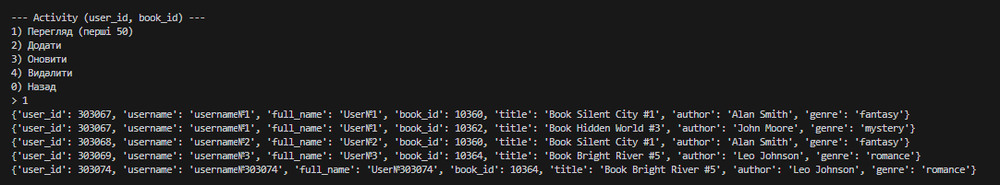 --- Activity (user_id, book_id) ---
1) Перегляд (перші 50)
2) Додати
3) Оновити
4) Видалити
0) Назад
> 1
{'user_id': 303067, 'username': 'username№1', 'full_name': 'User№1', 'book_id': 10360, 'title': 'Book Silent City #1', 'author': 'Alan Smith', 'genre': 'fantasy'}
{'user_id': 303067, 'username': 'username№1', 'full_name': 'User№1', 'book_id': 10362, 'title': 'Book Hidden World #3', 'author': 'John Moore', 'genre': 'mystery'}
{'user_id': 303068, 'username': 'username№2', 'full_name': 'User№2', 'book_id': 10360, 'title': 'Book Silent City #1', 'author': 'Alan Smith', 'genre': 'fantasy'}
{'user_id': 303069, 'username': 'username№3', 'full_name': 'User№3', 'book_id': 10364, 'title': 'Book Bright River #5', 'author': 'Leo Johnson', 'genre': 'romance'}
{'user_id': 303074, 'username': 'username№303074', 'full_name': 'User№303074', 'book_id': 10364, 'title': 'Book Bright River #5', 'author': 'Leo Johnson', 'genre': 'romance'}